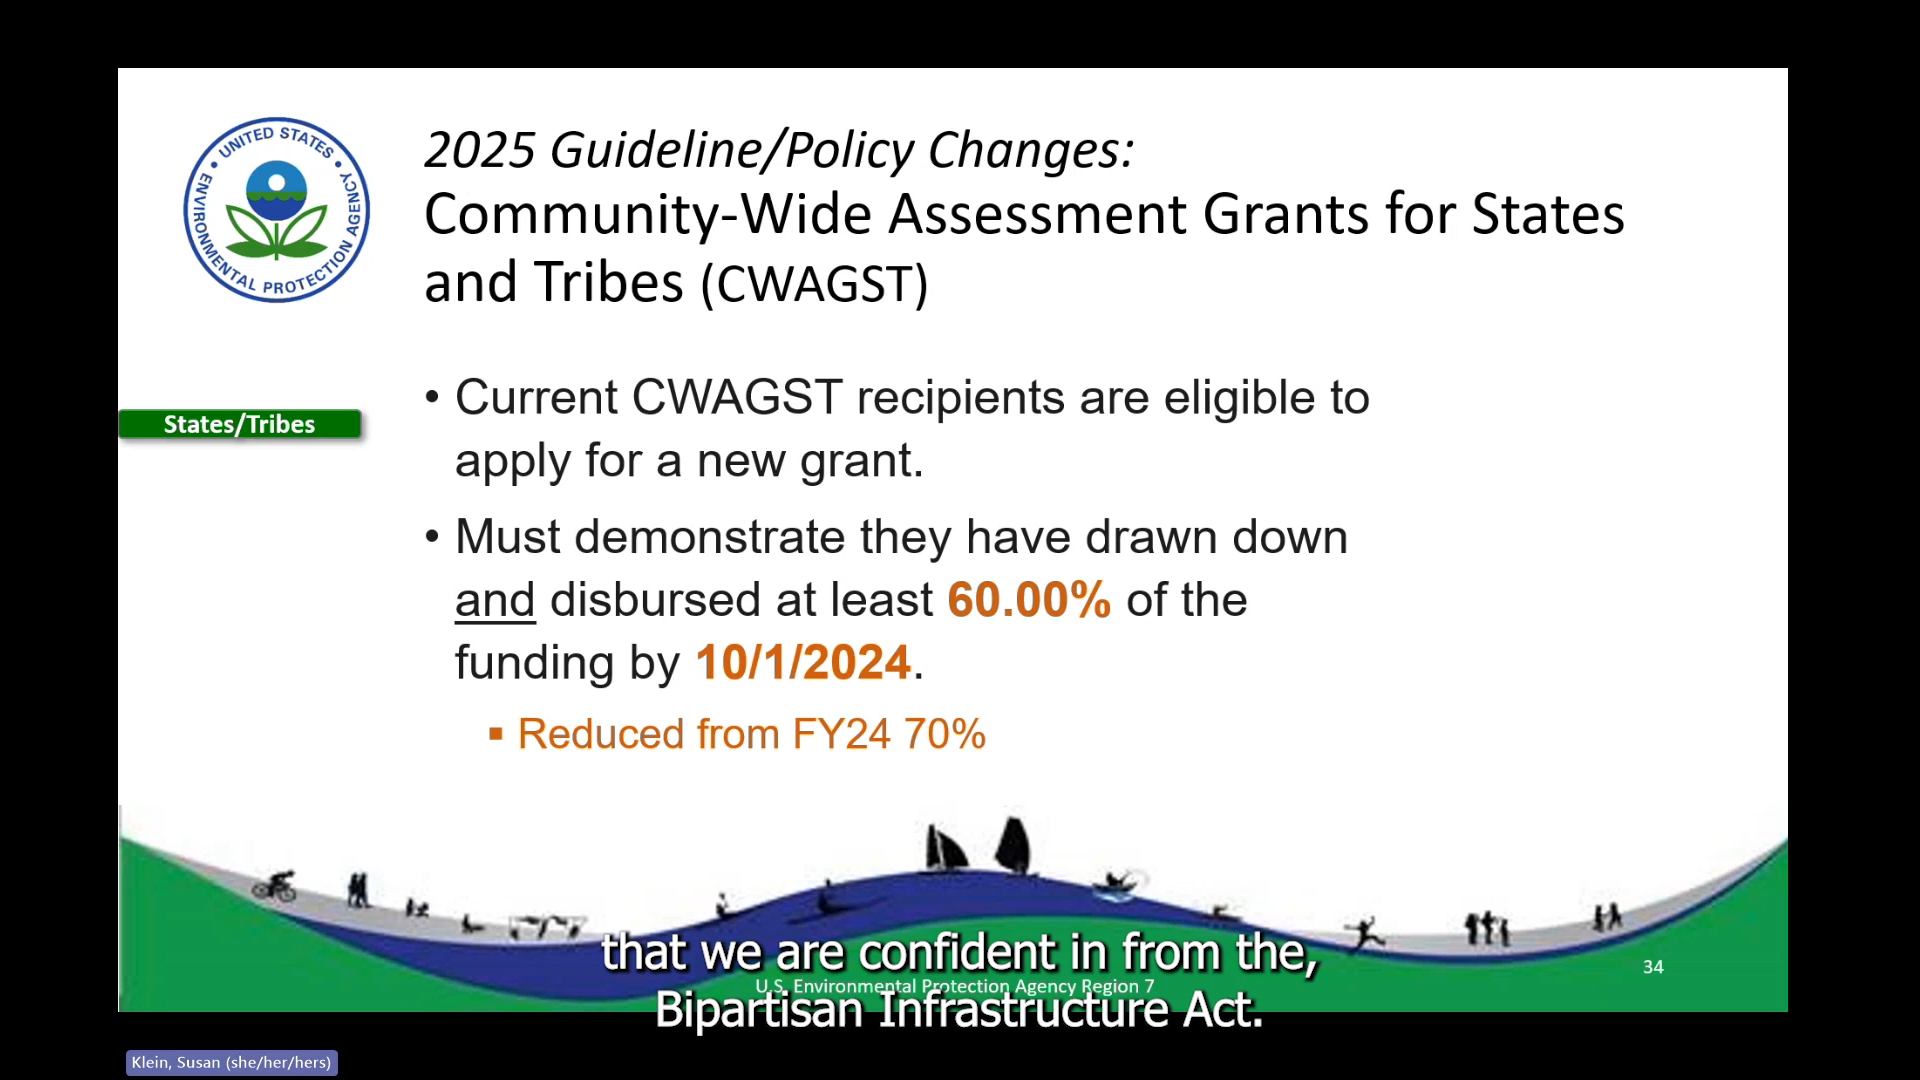 UNITED STATES
ENVIRONMENTAL PROTECTION AGENCY
2025 Guideline/Policy Changes:
Community-Wide Assessment Grants for States
and Tribes (CWAGST)
States/Tribes
• Current CWAGST recipients are eligible to
apply for a new grant.
• Must demonstrate they have drawn down
and disbursed at least 60.00% of the
funding by 10/1/2024.
▪ Reduced from FY24 70%
that we are confident in from the,
U.S. Environmental Protection Agency Region 7
34
Bipartisan Infrastructure Act.
Klein, Susan (she/her/hers)